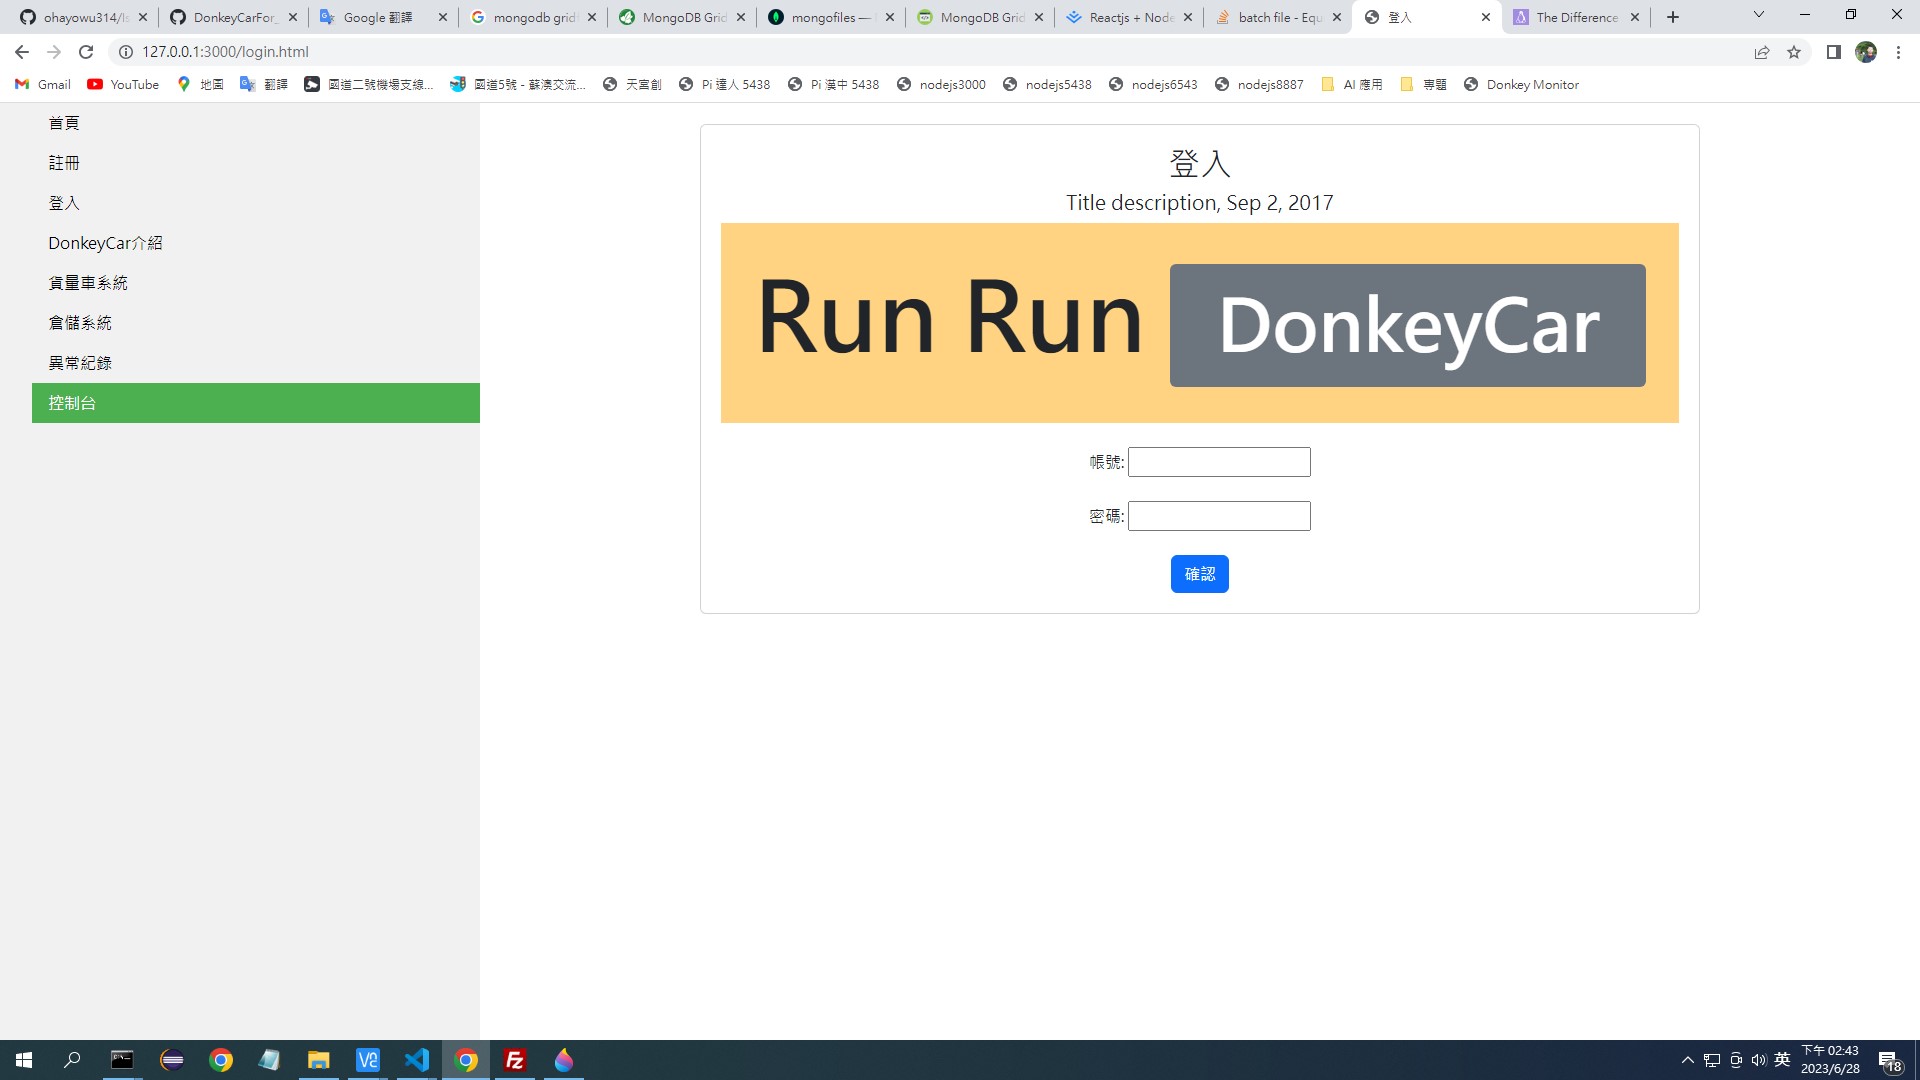 ohayowu314/ls
DonkeyCarFor_
Google 翻譯
mongodb gridf
MongoDB Grid
mongofiles —
MongoDB Grid
Reactjs + Node
batch file - Equ
登入
The Difference
127.0.0.1:3000/login.html
Gmail
YouTube
地圖
翻譯
國道二號機場支線...
國道5號 - 蘇澳交流...
天宮創
Pi 達人 5438
Pi 漢中 5438
nodejs3000
nodejs5438
nodejs6543
nodejs8887
AI 應用
專題
Donkey Monitor
首頁
註冊
登入
DonkeyCar介紹
貨量車系統
倉儲系統
異常紀錄
控制台
登入
Title description, Sep 2, 2017
Run Run DonkeyCar
帳號:
密碼:
確認
英
下午 02:43
2023/6/28
18